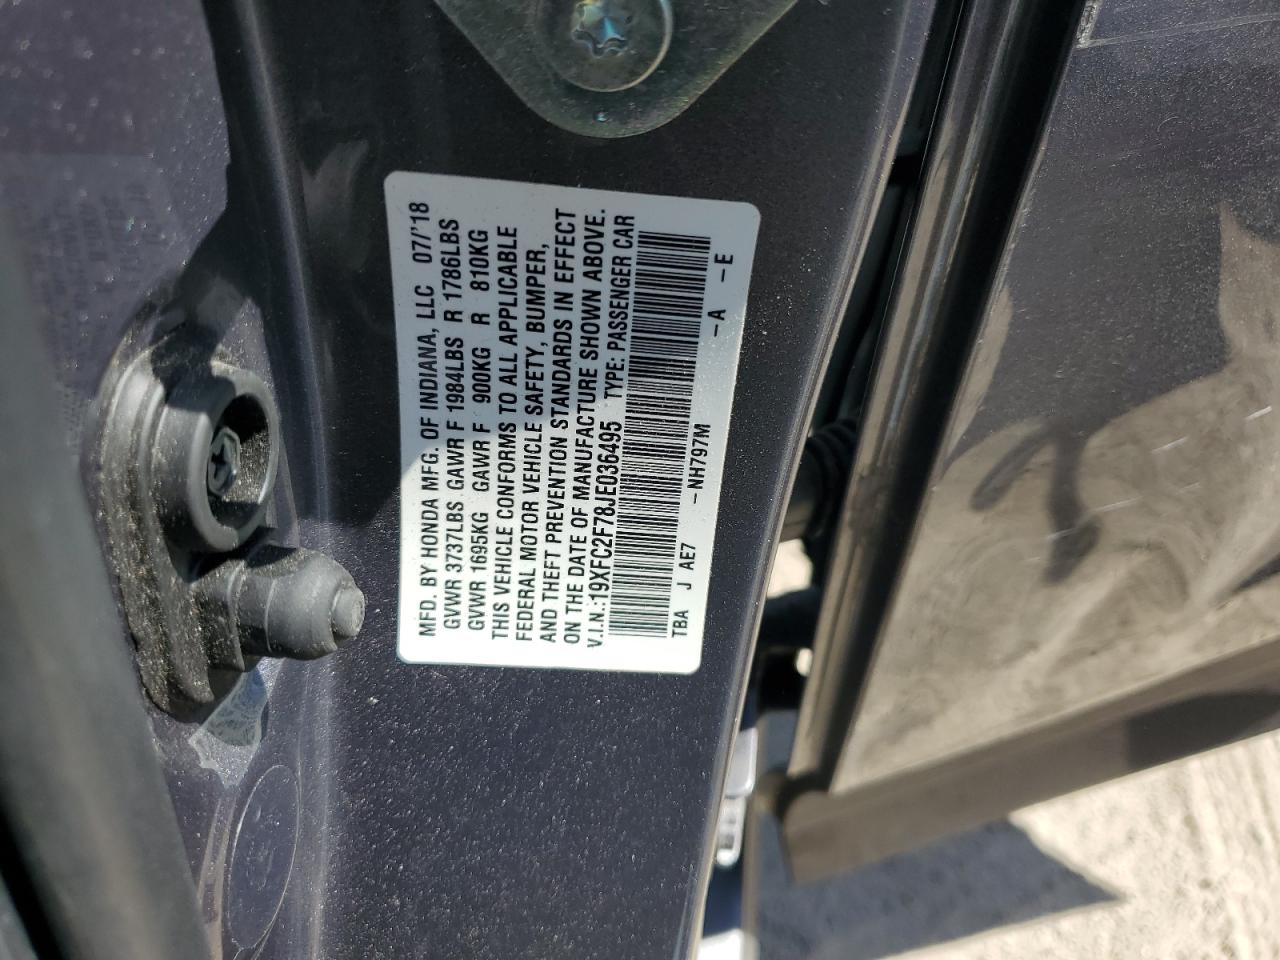 MFD. BY HONDA MFG. OF INDIANA, LLC 07/'18
GVWR 3737LBS GAWR F 1984LBS R 1786LBS
GVWR 1695KG GAWR F 900KG R 810KG
THIS VEHICLE CONFORMS TO ALL APPLICABLE
FEDERAL MOTOR VEHICLE SAFETY, BUMPER,
AND THEFT PREVENTION STANDARDS IN EFFECT
ON THE DATE OF MANUFACTURE SHOWN ABOVE.
V.I.N.:19XFC2F78JE036495 TYPE: PASSENGER CAR
TBA J AE7 -NH797M -A -E